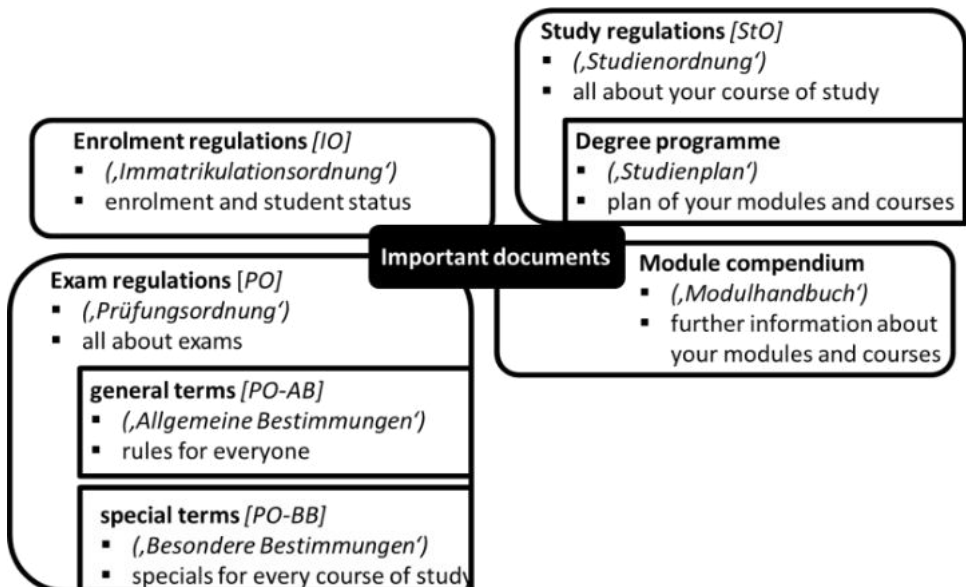 Study regulations [StO]
▪ (‚Studienordnung‘)
▪ all about your course of study
Degree programme
▪ (‚Studienplan‘)
▪ plan of your modules and courses
Enrolment regulations [IO]
▪ (‚Immatrikulationsordnung‘)
▪ enrolment and student status
Important documents
Exam regulations [PO]
▪ (‚Prüfungsordnung‘)
▪ all about exams
general terms [PO-AB]
▪ (‚Allgemeine Bestimmungen‘)
▪ rules for everyone
special terms [PO-BB]
▪ (‚Besondere Bestimmungen‘)
▪ specials for every course of study
Module compendium
▪ (‚Modulhandbuch‘)
▪ further information about
your modules and courses